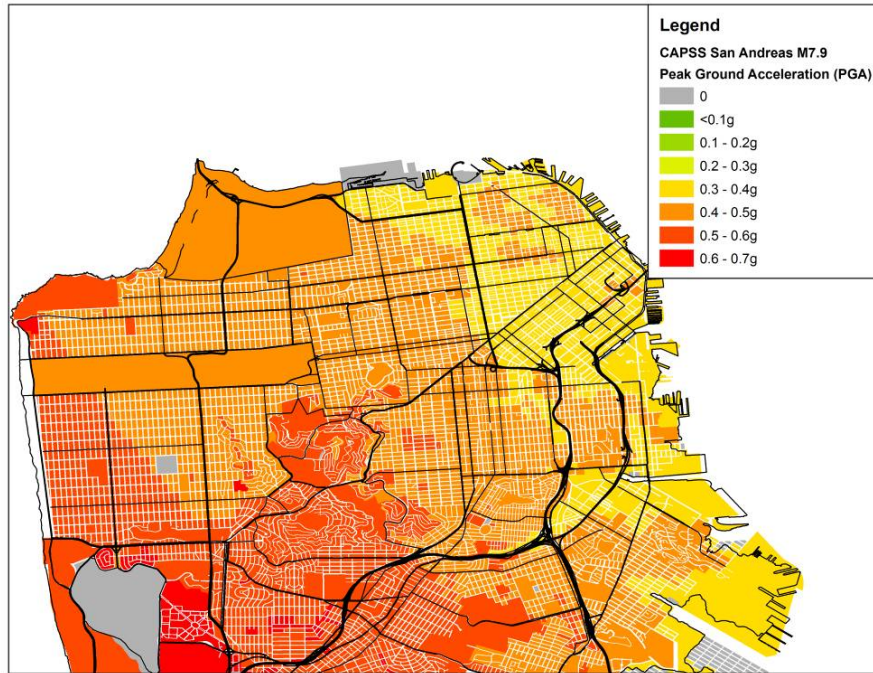 Legend
CAPSS San Andreas M7.9
Peak Ground Acceleration (PGA)
0
<0.1g
0.1 - 0.2g
0.2 - 0.3g
0.3 - 0.4g
0.4 - 0.5g
0.5 - 0.6g
0.6 - 0.7g